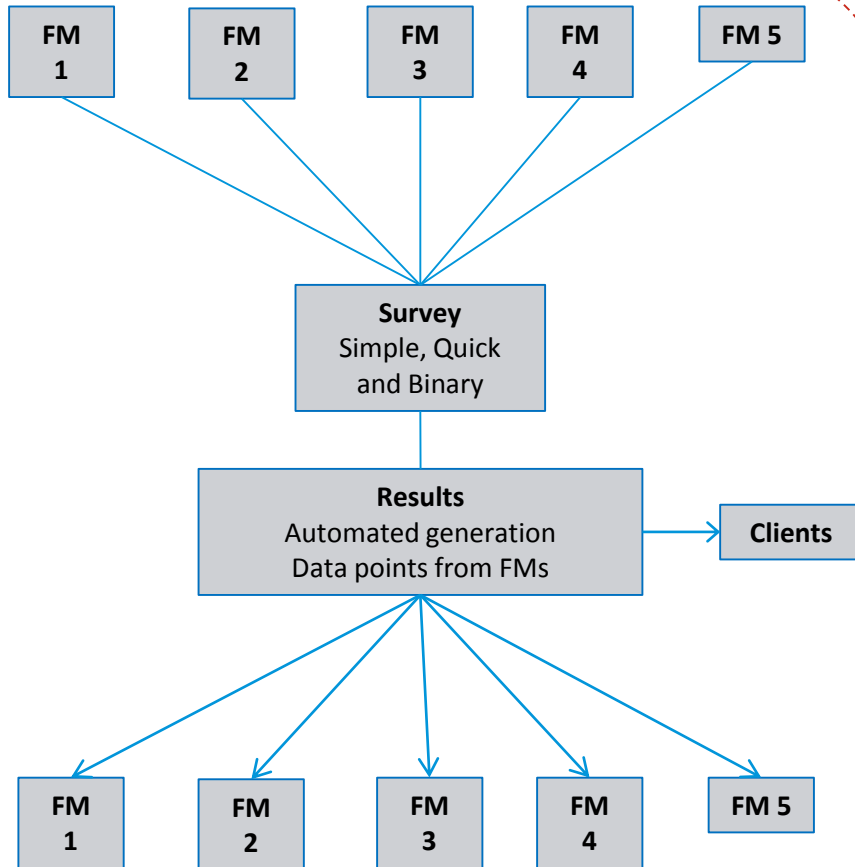 FM
1
FM
2
FM
3
FM
4
FM 5
Survey
Simple, Quick
and Binary
Results
Automated generation
Data points from FMs
Clients
FM
1
FM
2
FM
3
FM
4
FM 5